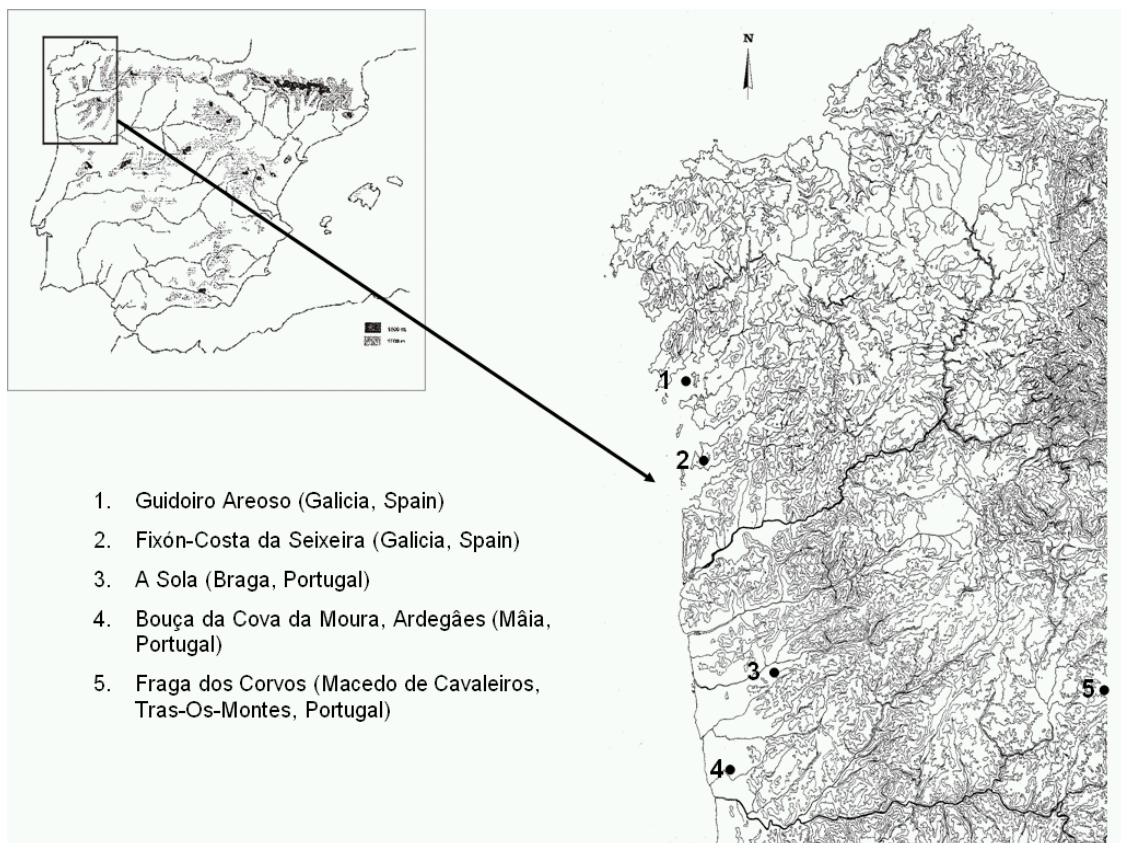 N
1000 m
1
2
3
4
5
1. Guidoiro Areoso (Galicia, Spain)
2. Fixón-Costa da Seixeira (Galicia, Spain)
3. A Sola (Braga, Portugal)
4. Bouça da Cova da Moura, Ardegâes (Mâia,
Portugal)
5. Fraga dos Corvos (Macedo de Cavaleiros,
Tras-Os-Montes, Portugal)